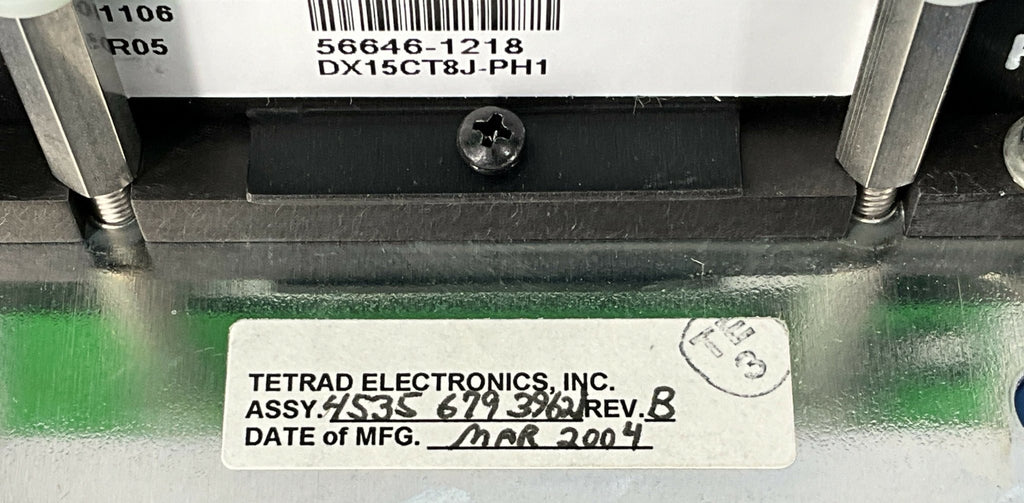 1106
R05
56646-1218
DX15CT8J-PH1
TETRAD ELECTRONICS, INC.
ASSY. 4535 679 3962 REV. B
DATE of MFG. MAR 2004